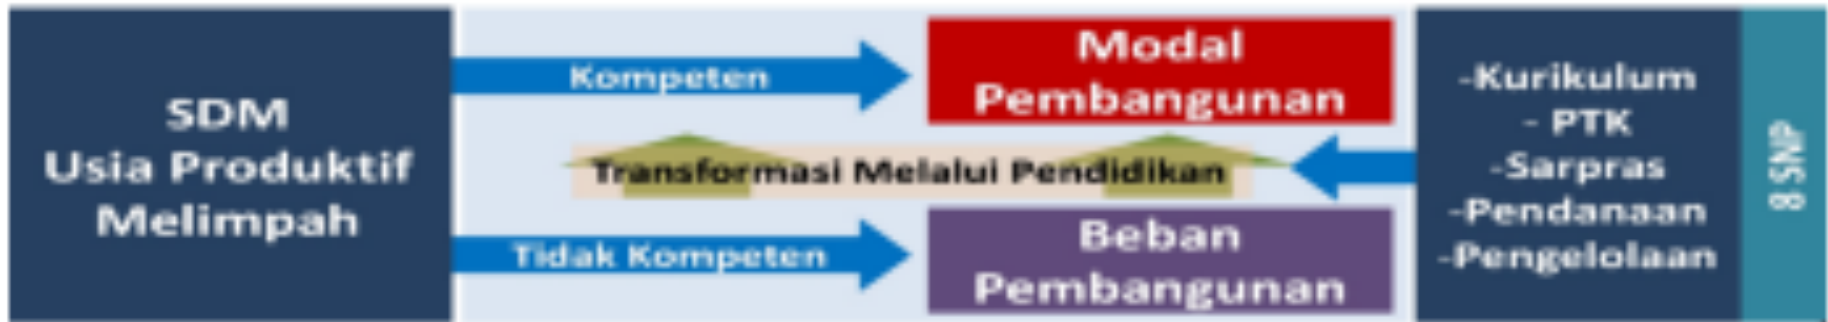 SDM
Usia Produktif
Melimpah
Kompeten
Modal
Pembangunan
Transformasi Melalui Pendidikan
Tidak Kompeten
Beban
Pembangunan
-Kurikulum
- PTK
-Sarpras
-Pendanaan
-Pengelolaan
8 SNP